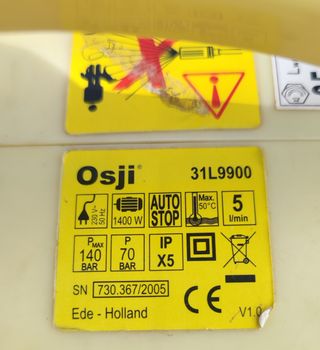 Osji® 31L9900
230 V~ 50 Hz
1400 W
AUTO STOP
Max. 50°C
5 l/min
P MAX 140 BAR
P 70 BAR
IP X5
SN 730.367/2005
CE
Ede - Holland V1.0